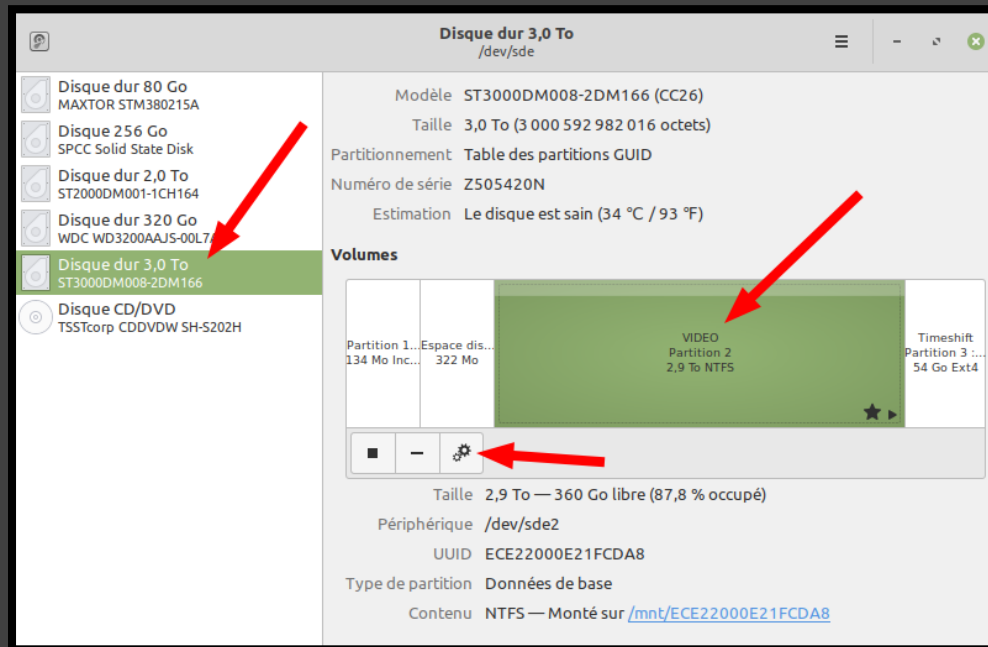 Disque dur 3,0 To
/dev/sde
Disque dur 80 Go
MAXTOR STM380215A
Disque 256 Go
SPCC Solid State Disk
Disque dur 2,0 To
ST2000DM001-1CH164
Disque dur 320 Go
WDC WD3200AAJS-00L7
Disque dur 3,0 To
ST3000DM008-2DM166
Disque CD/DVD
TSSTcorp CDDVDW SH-S202H
Modèle ST3000DM008-2DM166 (CC26)
Taille 3,0 To (3 000 592 982 016 octets)
Partitionnement Table des partitions GUID
Numéro de série Z505420N
Estimation Le disque est sain (34 °C / 93 °F)
Volumes
Partition 1...
134 Mo Inc...
Espace dis...
322 Mo
VIDEO
Partition 2
2,9 To NTFS
Timeshift
Partition 3 :...
54 Go Ext4
Taille 2,9 To — 360 Go libre (87,8 % occupé)
Périphérique /dev/sde2
UUID ECE22000E21FCDA8
Type de partition Données de base
Contenu NTFS — Monté sur /mnt/ECE22000E21FCDA8